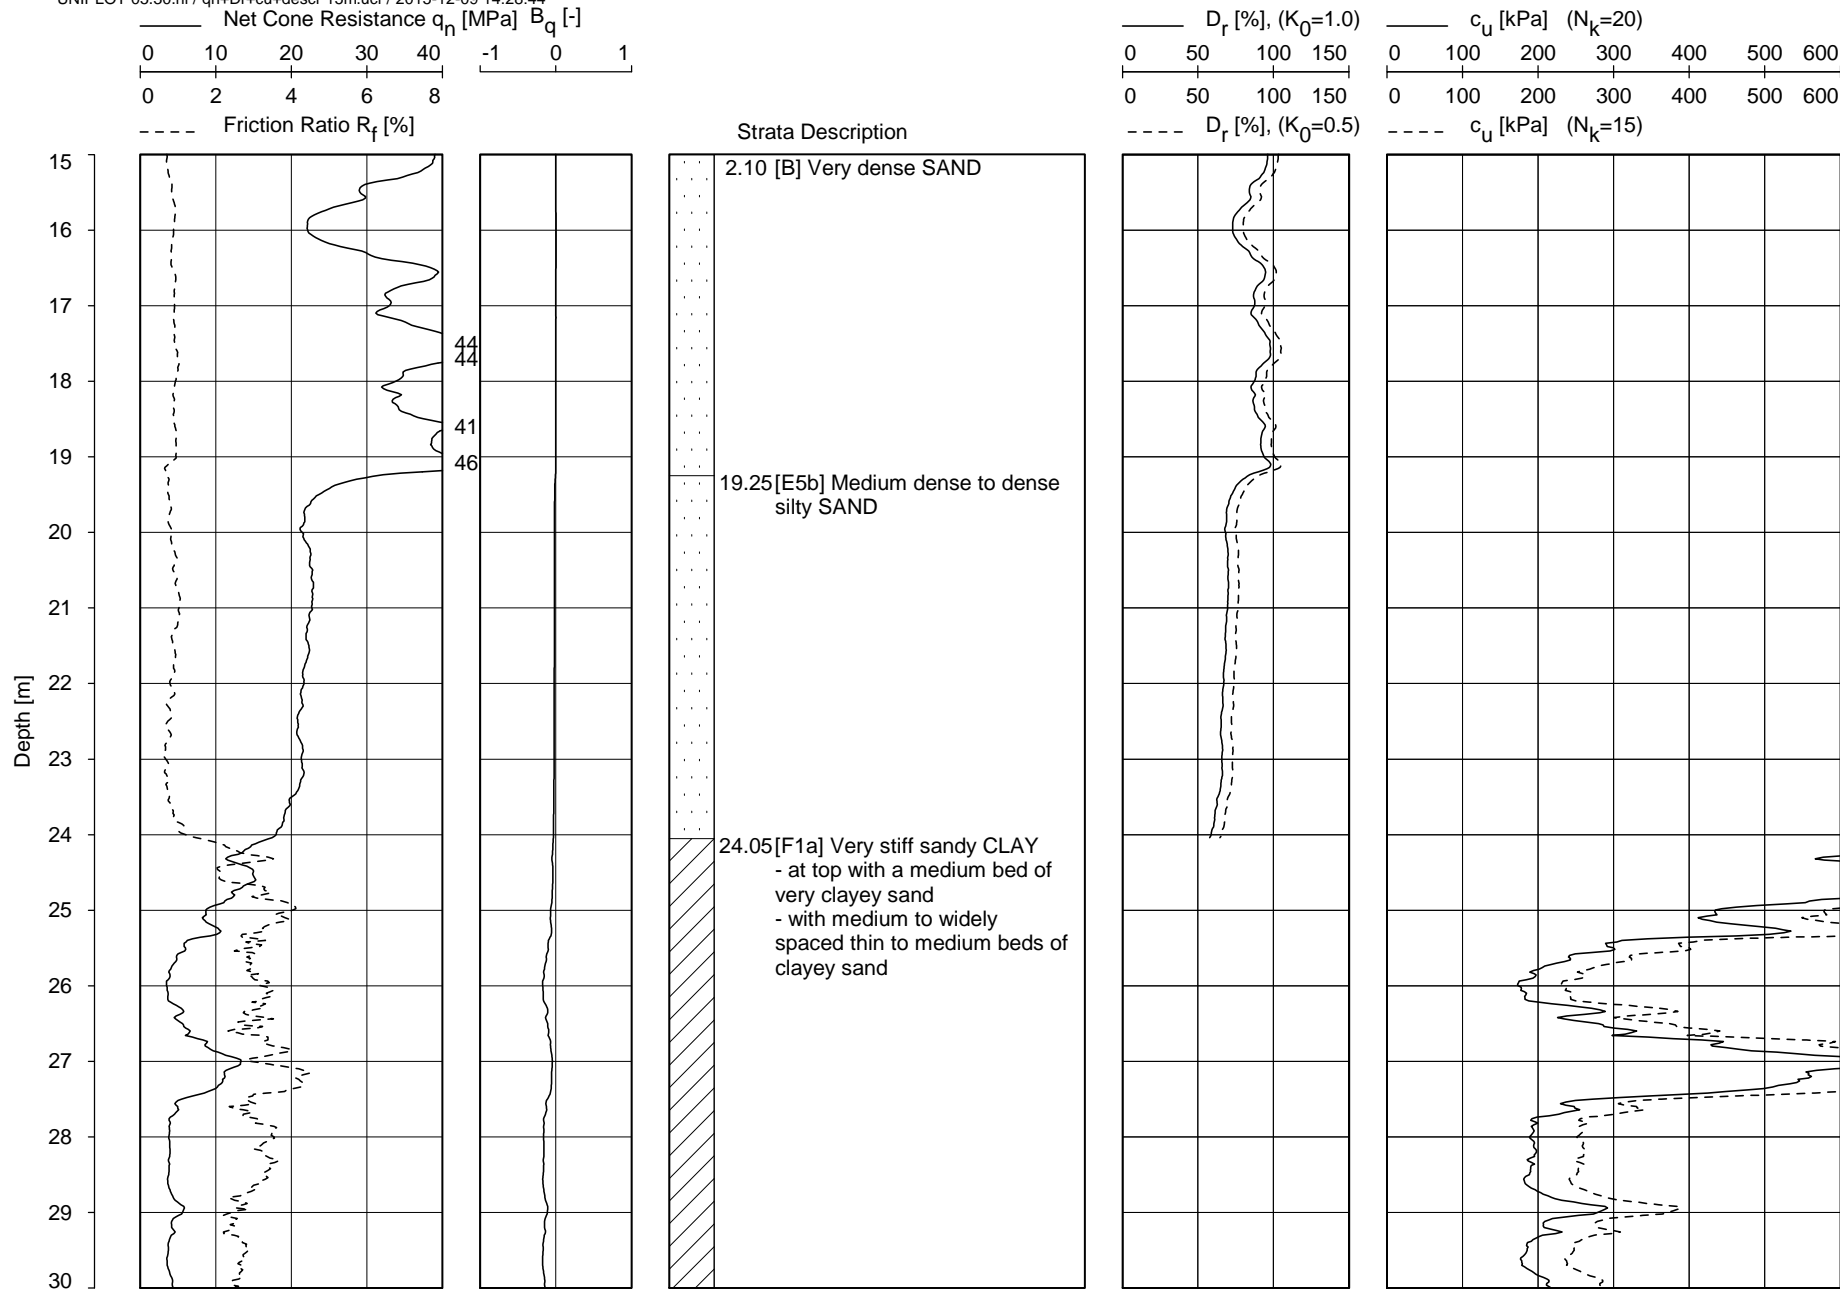 Net Cone Resistance qn [MPa] Bq [-]
Dr [%], (K0=1.0)
cu [kPa] (Nk=20)
0 10 20 30 40
-1 0 1
0 50 100 150
0 100 200 300 400 500 600
0 2 4 6 8
0 50 100 150
0 100 200 300 400 500 600
Friction Ratio Rf [%]
Strata Description
Dr [%], (K0=0.5)
cu [kPa] (Nk=15)
15
2.10 [B] Very dense SAND
16
17
44
44
18
41
19
46
19.25 [E5b] Medium dense to dense
silty SAND
20
21
22
Depth [m]
23
24
24.05 [F1a] Very stiff sandy CLAY
- at top with a medium bed of
very clayey sand
- with medium to widely
spaced thin to medium beds of
clayey sand
25
26
27
28
29
30